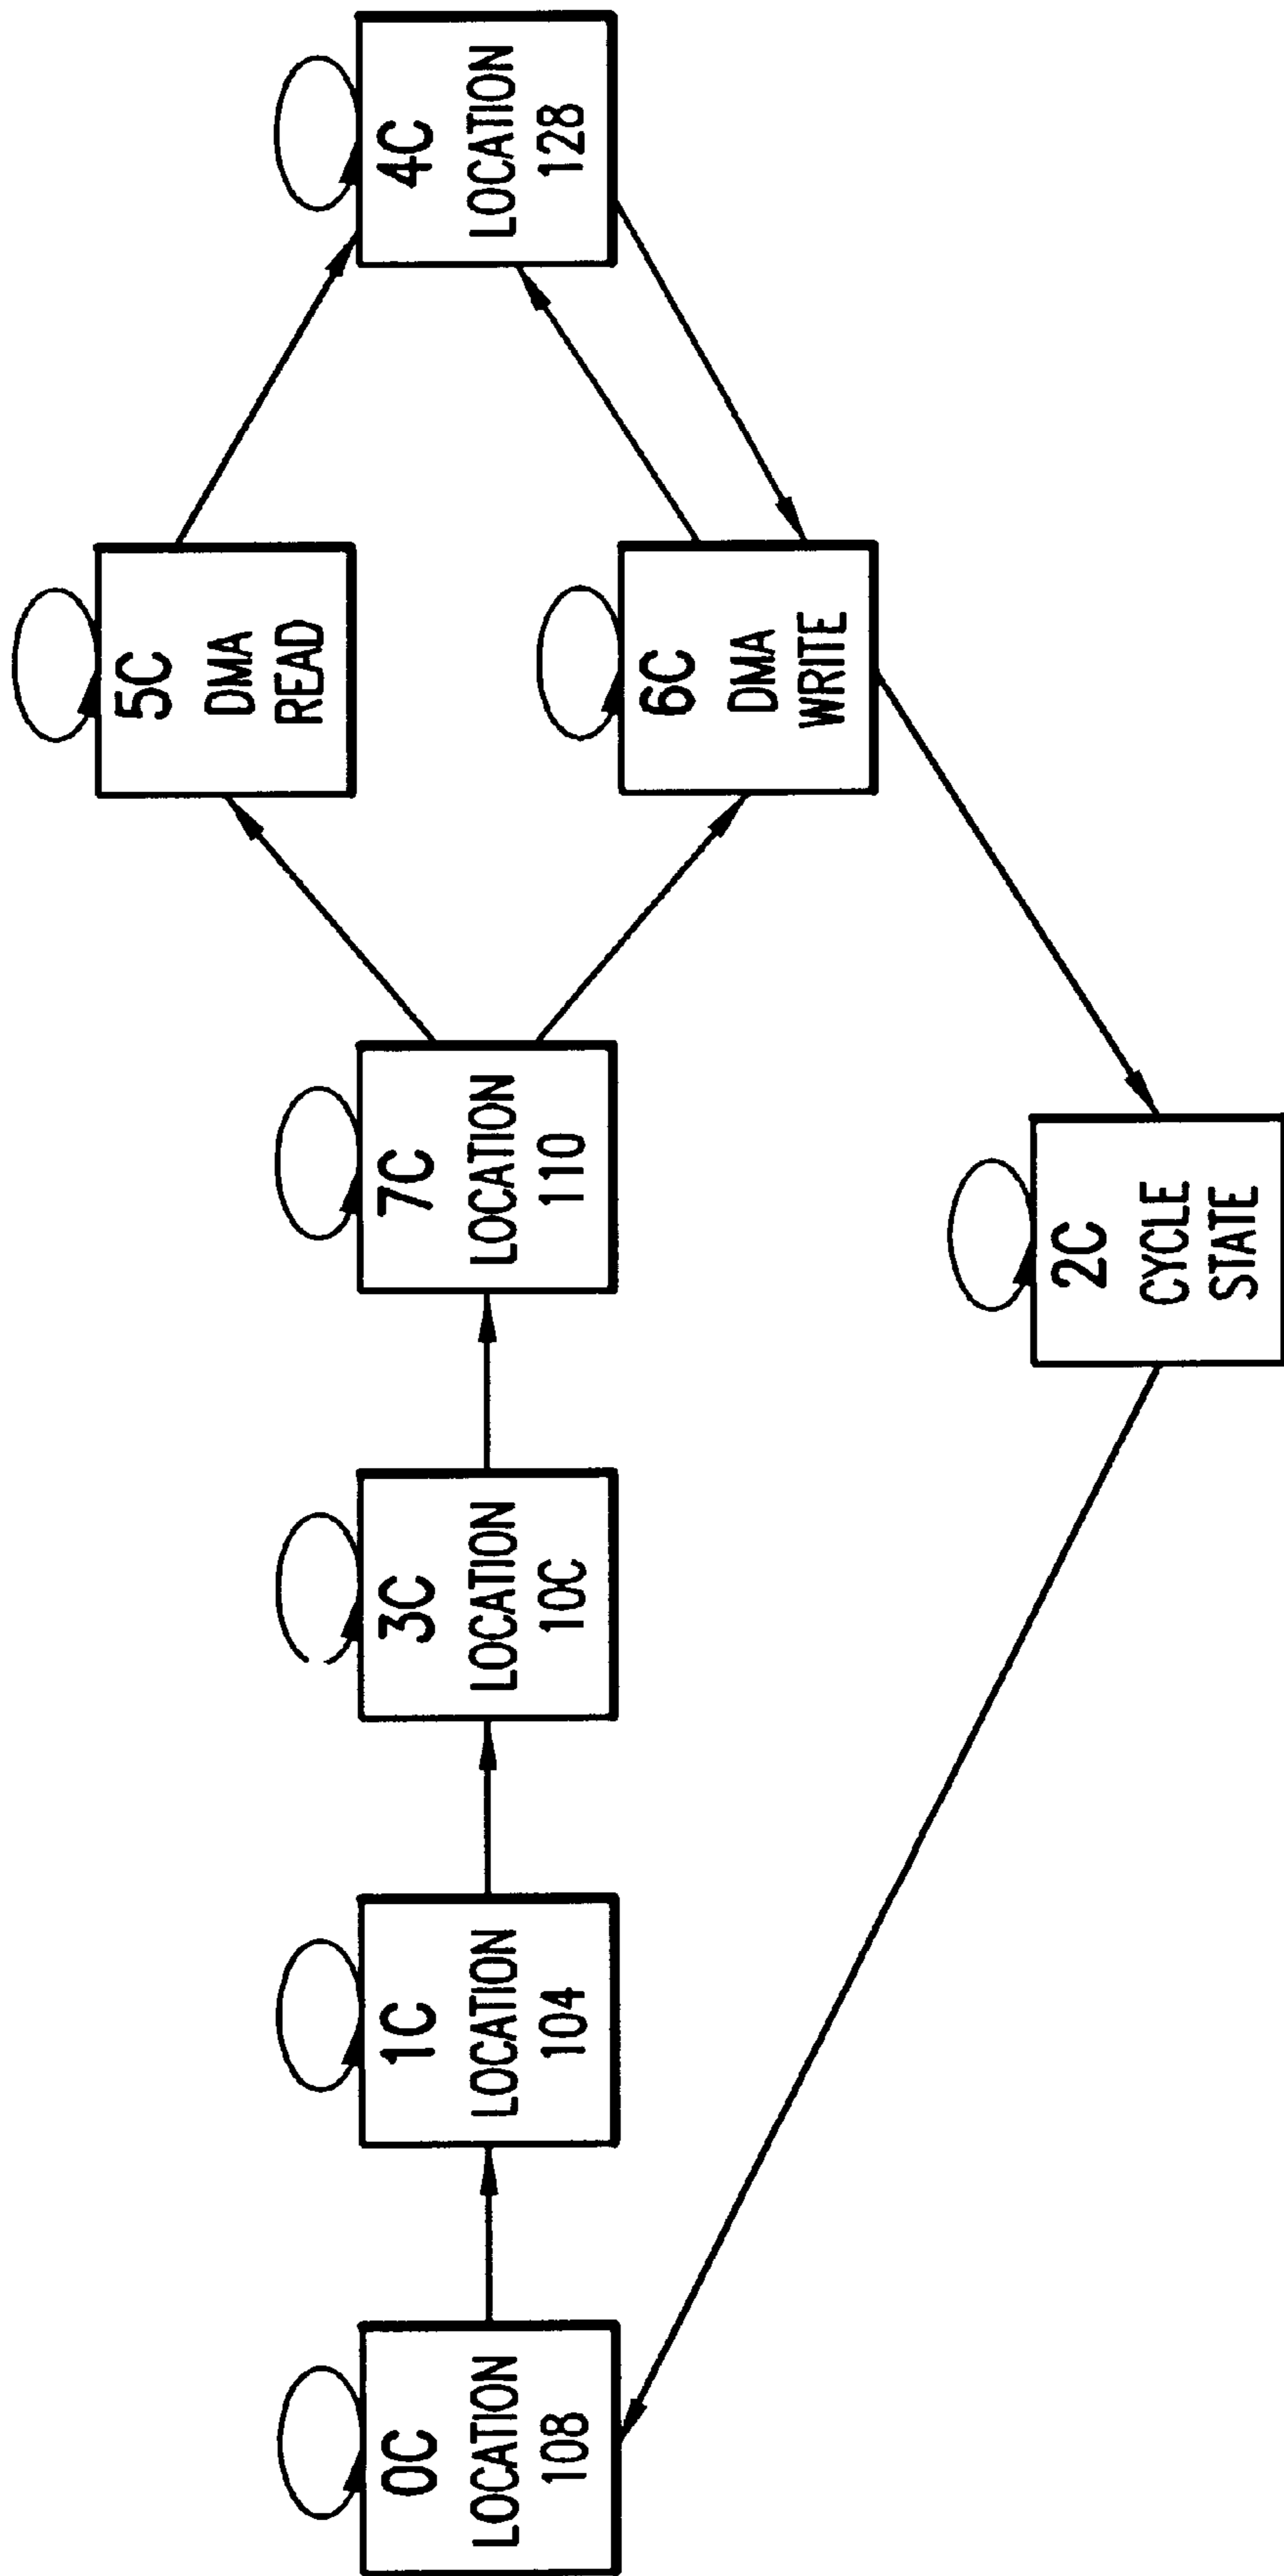 0C
LOCATION
108
1C
LOCATION
104
3C
LOCATION
10C
7C
LOCATION
110
5C
DMA
READ
6C
DMA
WRITE
4C
LOCATION
128
2C
CYCLE
STATE